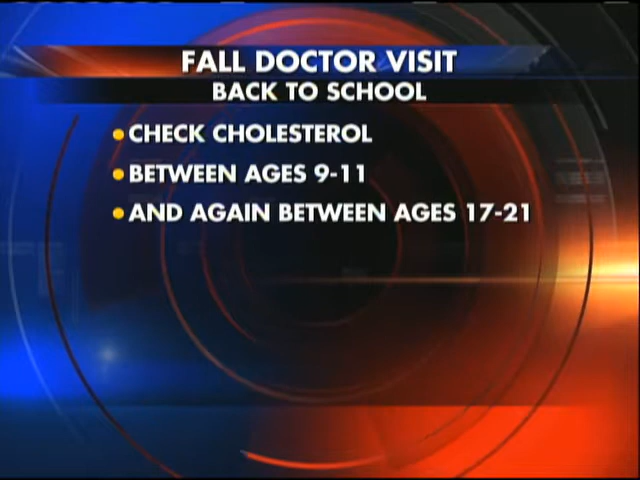 FALL DOCTOR VISIT
BACK TO SCHOOL
• CHECK CHOLESTEROL
• BETWEEN AGES 9-11
• AND AGAIN BETWEEN AGES 17-21